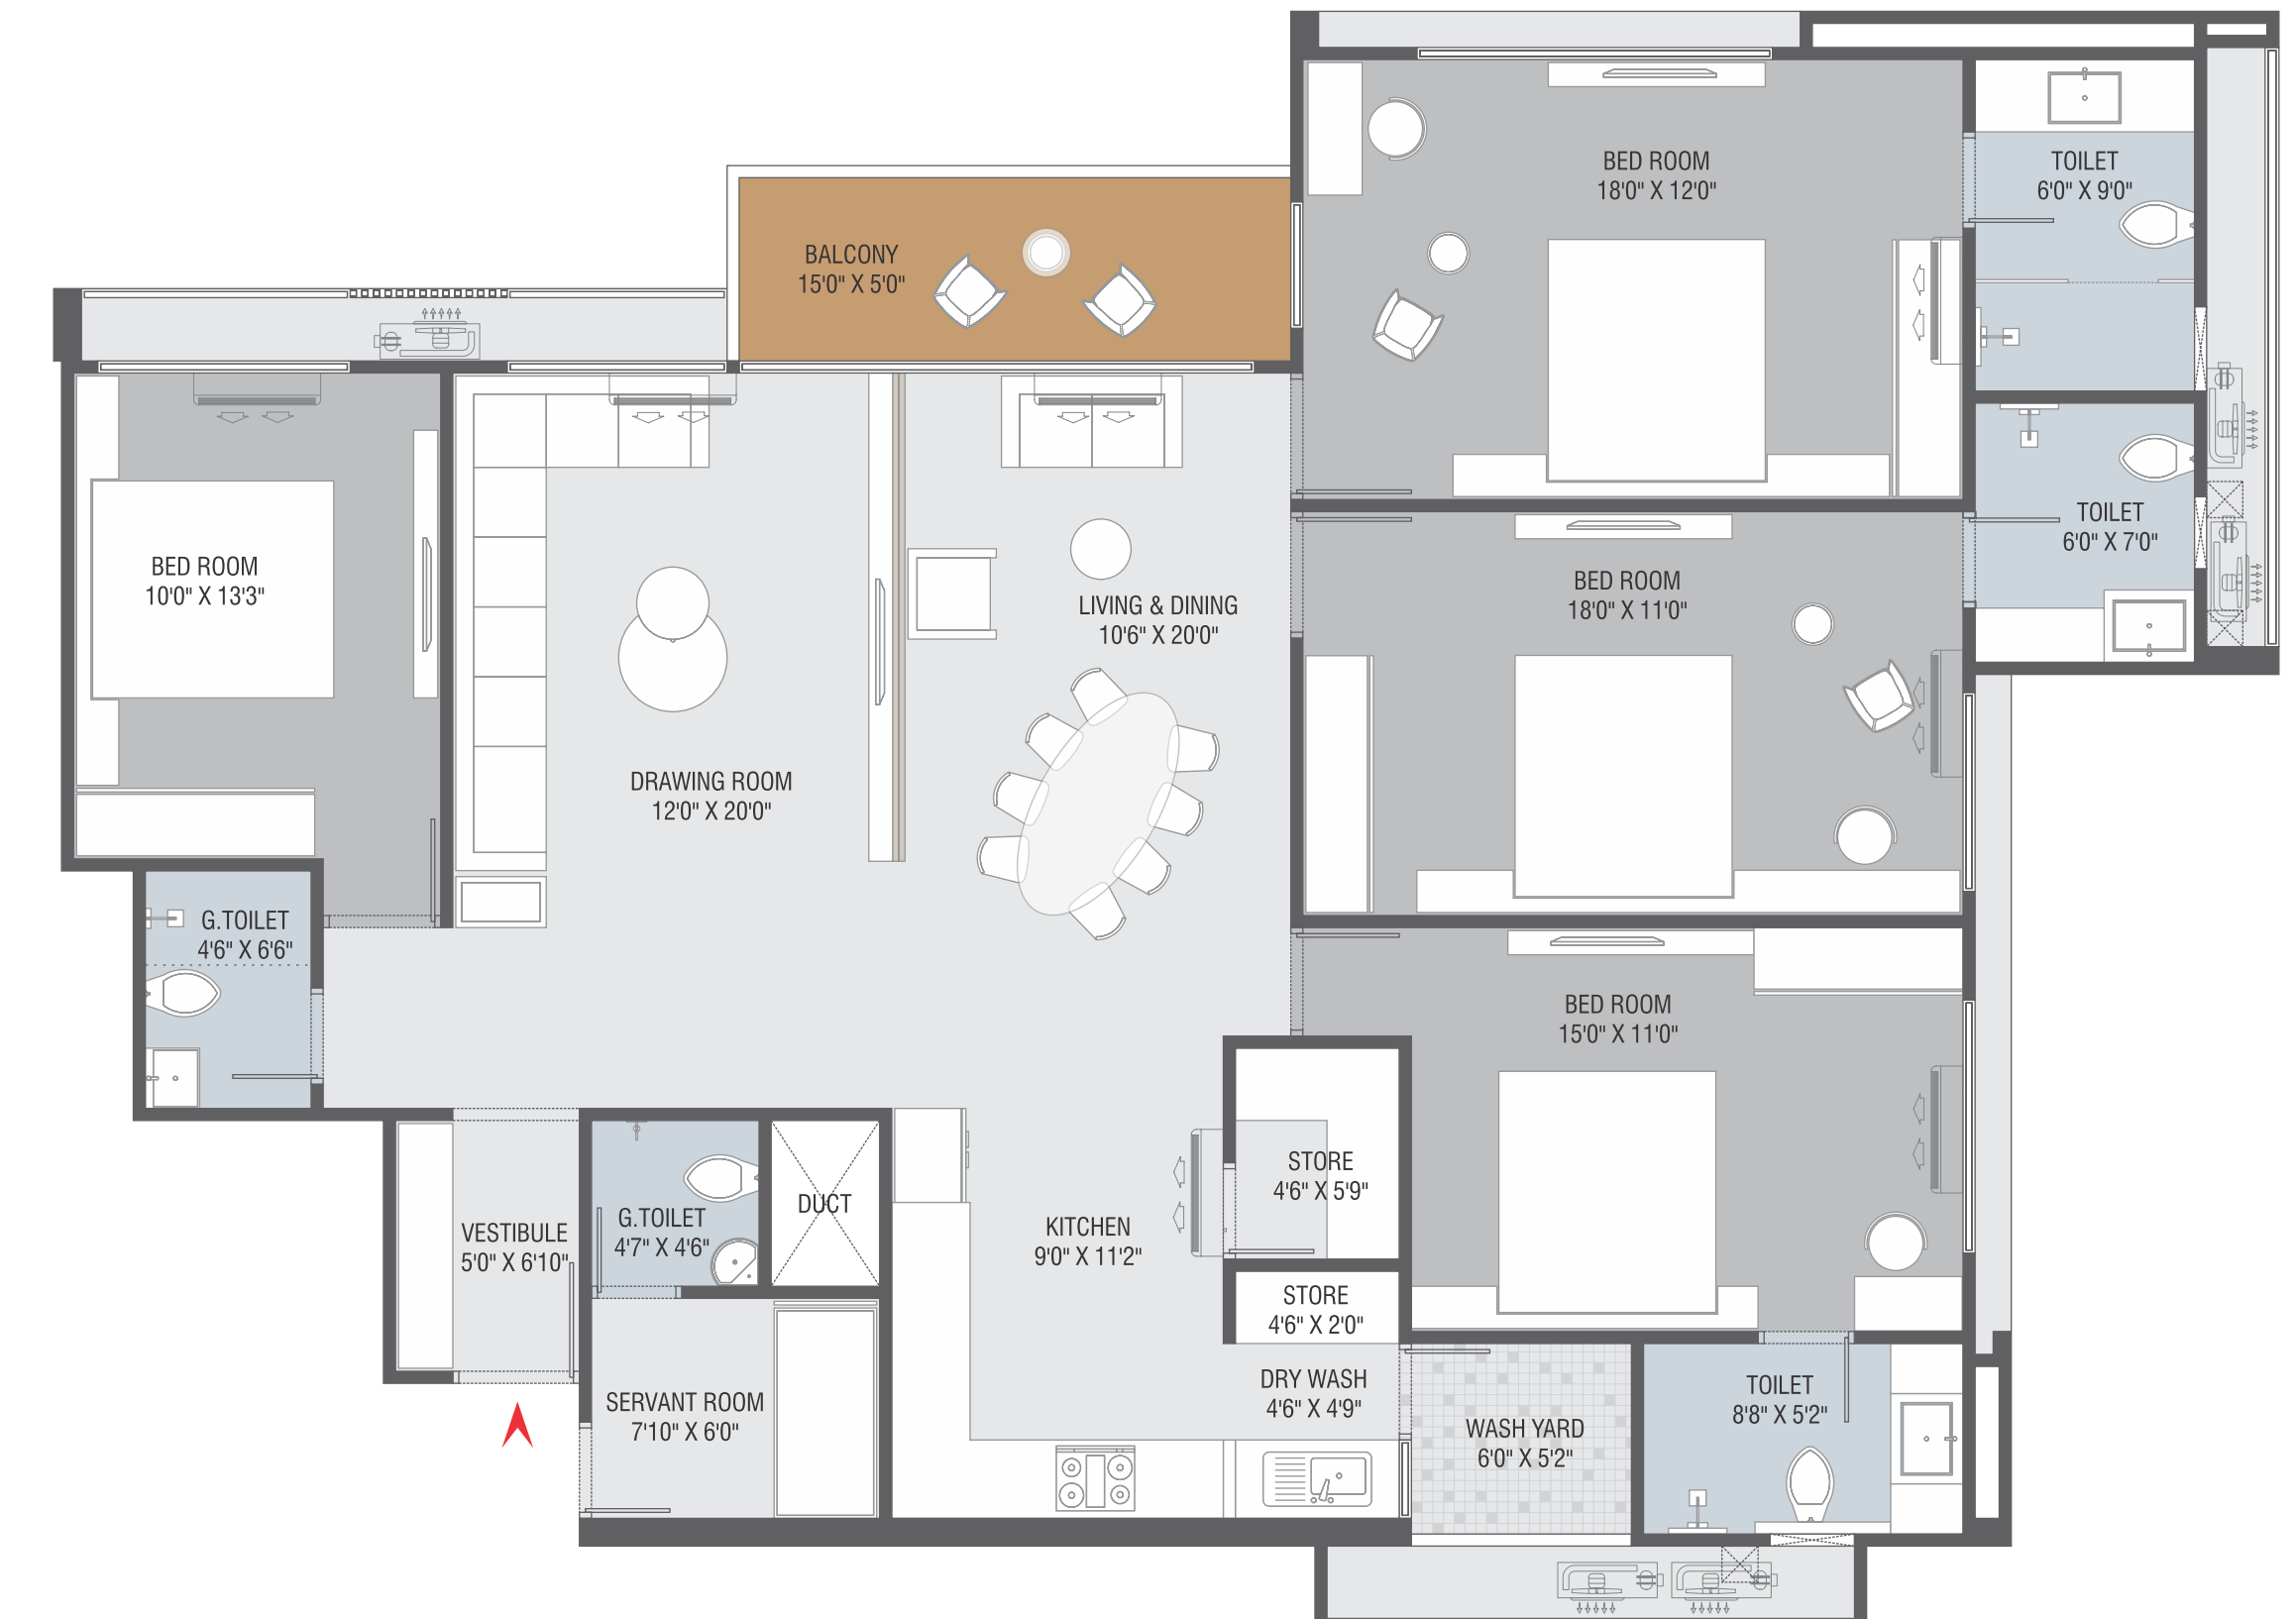 BED ROOM
18'0" X 12'0"
TOILET
6'0" X 9'0"
BALCONY
15'0" X 5'0"
TOILET
6'0" X 7'0"
BED ROOM
10'0" X 13'3"
LIVING & DINING
10'6" X 20'0"
BED ROOM
18'0" X 11'0"
DRAWING ROOM
12'0" X 20'0"
G.TOILET
4'6" X 6'6"
BED ROOM
15'0" X 11'0"
STORE
4'6" X 5'9"
VESTIBULE
5'0" X 6'10"
G.TOILET
4'7" X 4'6"
DUCT
KITCHEN
9'0" X 11'2"
STORE
4'6" X 2'0"
SERVANT ROOM
7'10" X 6'0"
DRY WASH
4'6" X 4'9"
WASH YARD
6'0" X 5'2"
TOILET
8'8" X 5'2"